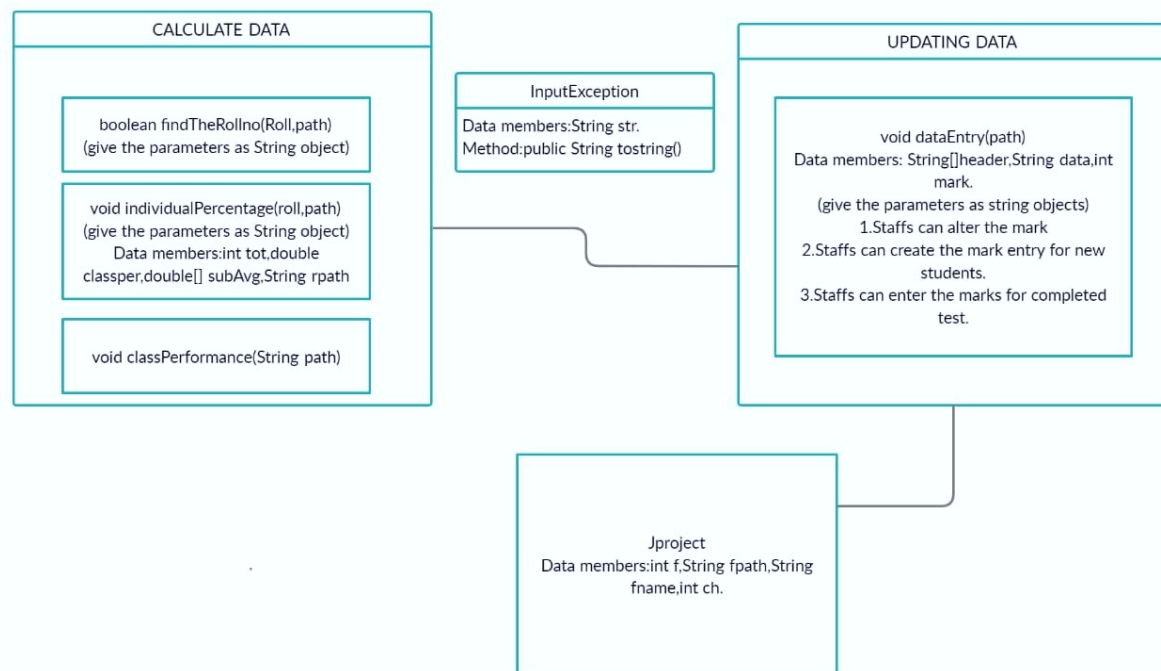 CALCULATE DATA
boolean findTheRollno(Roll,path)
(give the parameters as String object)
void individualPercentage(roll,path)
(give the parameters as String object)
Data members:int tot,double
classper,double[] subAvg,String rpath
void classPerformance(String path)
InputException
Data members:String str.
Method:public String tostring()
UPDATING DATA
void dataEntry(path)
Data members: String[]header,String data,int
mark.
(give the parameters as string objects)
1.Staffs can alter the mark
2.Staffs can create the mark entry for new
students.
3.Staffs can enter the marks for completed
test.
Jproject
Data members:int f,String fpath,String
fname,int ch.